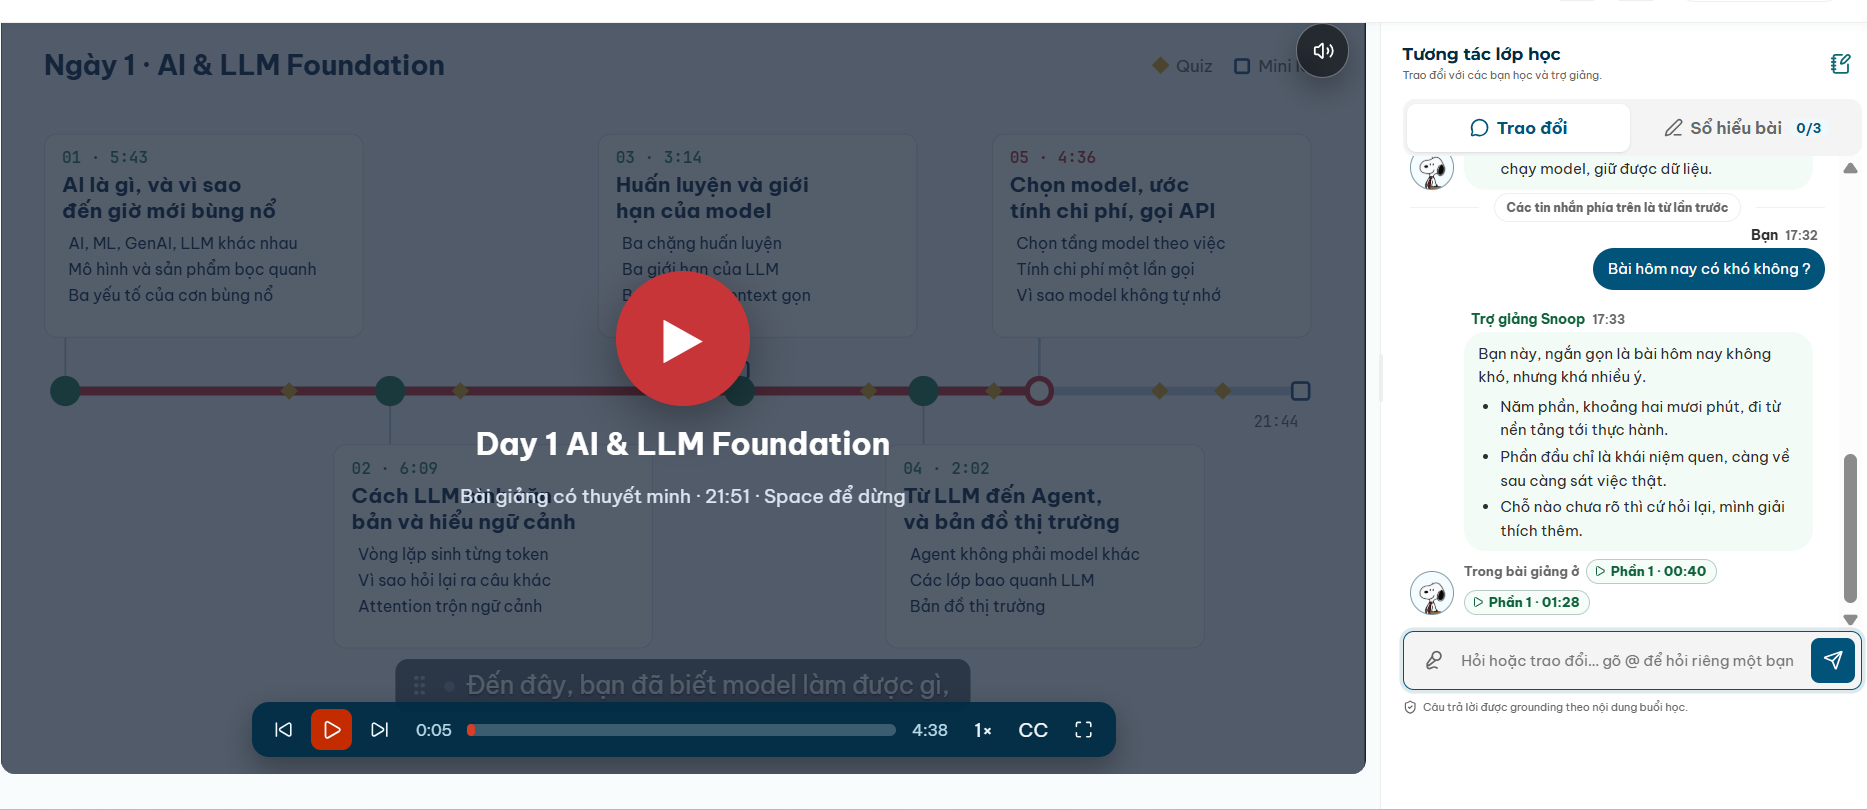 Ngày 1 · AI & LLM Foundation
Quiz
Mini
01 · 5:43
AI là gì, và vì sao
đến giờ mới bùng nổ
AI, ML, GenAI, LLM khác nhau
Mô hình và sản phẩm bọc quanh
Ba yếu tố của cơn bùng nổ
03 · 3:14
Huấn luyện và giới
hạn của model
Ba chặng huấn luyện
Ba giới hạn của LLM
ntext gọn
05 · 4:36
Chọn model, ước
tính chi phí, gọi API
Chọn tầng model theo việc
Tính chi phí một lần gọi
Vì sao model không tự nhớ
21:44
Day 1 AI & LLM Foundation
Bài giảng có thuyết minh · 21:51 · Space để dừng
02 · 6:09
Cách LLM
bản và hiểu ngữ cảnh
Vòng lặp sinh từng token
Vì sao hỏi lại ra câu khác
Attention trộn ngữ cảnh
04 · 2:02
Từ LLM đến Agent,
và bản đồ thị trường
Agent không phải model khác
Các lớp bao quanh LLM
Bản đồ thị trường
Đến đây, bạn đã biết model làm được gì,
0:05
4:38
1×
CC
Tương tác lớp học
Trao đổi với các bạn học và trợ giảng.
Trao đổi
Sổ hiểu bài 0/3
chạy model, giữ được dữ liệu.
Các tin nhắn phía trên là từ lần trước
Bạn 17:32
Bài hôm nay có khó không ?
Trợ giảng Snoop 17:33
Bạn này, ngắn gọn là bài hôm nay không
khó, nhưng khá nhiều ý.
• Năm phần, khoảng hai mươi phút, đi từ
nền tảng tới thực hành.
• Phần đầu chỉ là khái niệm quen, càng về
sau càng sát việc thật.
• Chỗ nào chưa rõ thì cứ hỏi lại, mình giải
thích thêm.
Trong bài giảng ở
Phần 1 · 00:40
Phần 1 · 01:28
Hỏi hoặc trao đổi... gõ @ để hỏi riêng một bạn
Câu trả lời được grounding theo nội dung buổi học.